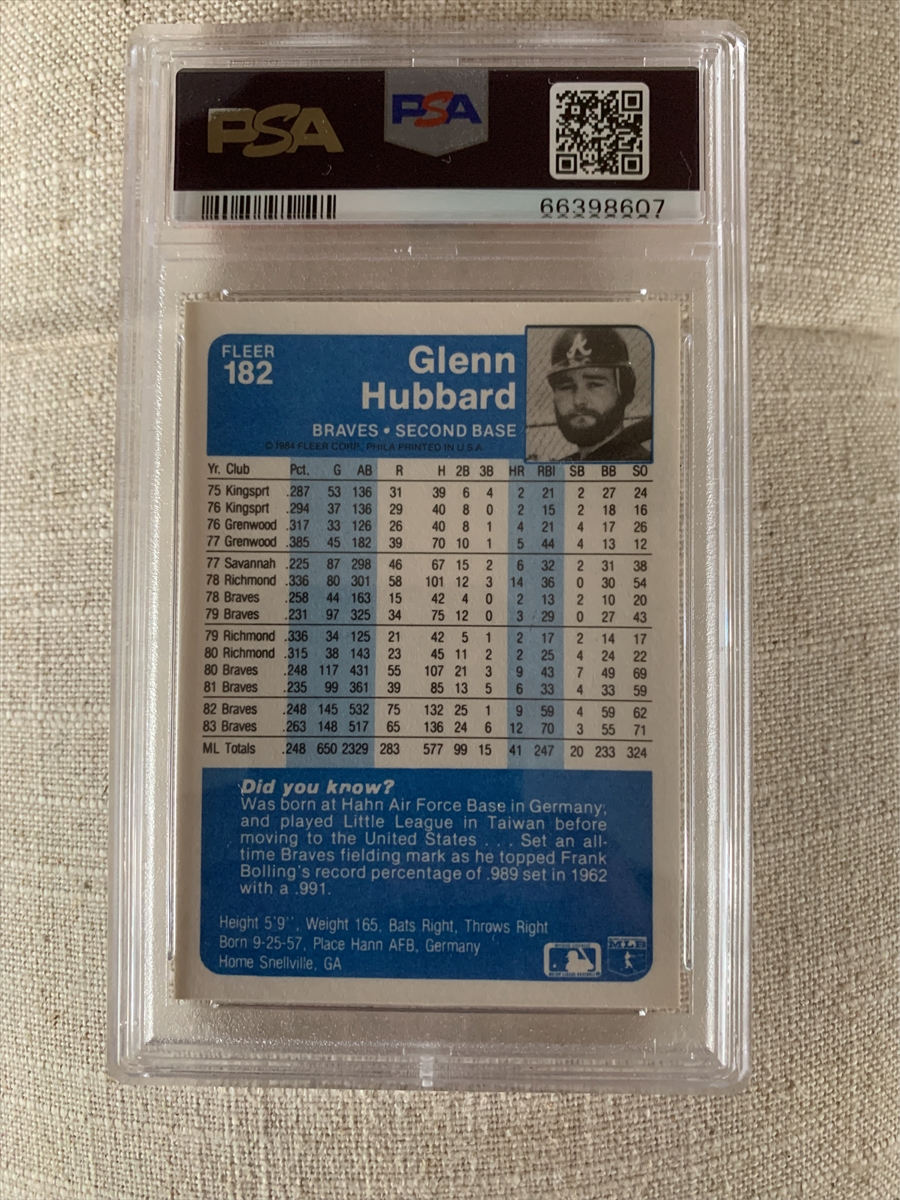 PSA
PSA
66398607
FLEER
182
Glenn
Hubbard
BRAVES • SECOND BASE
© 1984 FLEER CORP., PHILA PRINTED IN U.S.A.
Yr. Club Pct. G AB R H 2B 3B HR RBI SB BB SO
75 Kingsprt .287 53 136 31 39 6 4 2 21 2 27 24
76 Kingsprt .294 37 136 29 40 8 0 2 15 2 18 16
76 Grenwood .317 33 126 26 40 8 1 4 21 4 17 26
77 Grenwood .385 45 182 39 70 10 1 5 44 4 13 12
77 Savannah .225 87 298 46 67 15 2 6 32 2 31 38
78 Richmond .336 80 301 58 101 12 3 14 36 0 30 54
78 Braves .258 44 163 15 42 4 0 2 13 2 10 20
79 Braves .231 97 325 34 75 12 0 3 29 0 27 43
79 Richmond .336 34 125 21 42 5 1 2 17 2 14 17
80 Richmond .315 38 143 23 45 11 2 2 25 4 24 22
80 Braves .248 117 431 55 107 21 3 9 43 7 49 69
81 Braves .235 99 361 39 85 13 5 6 33 4 33 59
82 Braves .248 145 532 75 132 25 1 9 59 4 59 62
83 Braves .263 148 517 65 136 24 6 12 70 3 55 71
ML Totals .248 650 2329 283 577 99 15 41 247 20 233 324
Did you know?
Was born at Hahn Air Force Base in Germany,
and played Little League in Taiwan before
moving to the United States . . . Set an all-
time Braves fielding mark as he topped Frank
Bolling's record percentage of .989 set in 1962
with a .991.
Height 5'9'', Weight 165, Bats Right, Throws Right
Born 9-25-57, Place Hann AFB, Germany
Home Snellville, GA
MLB